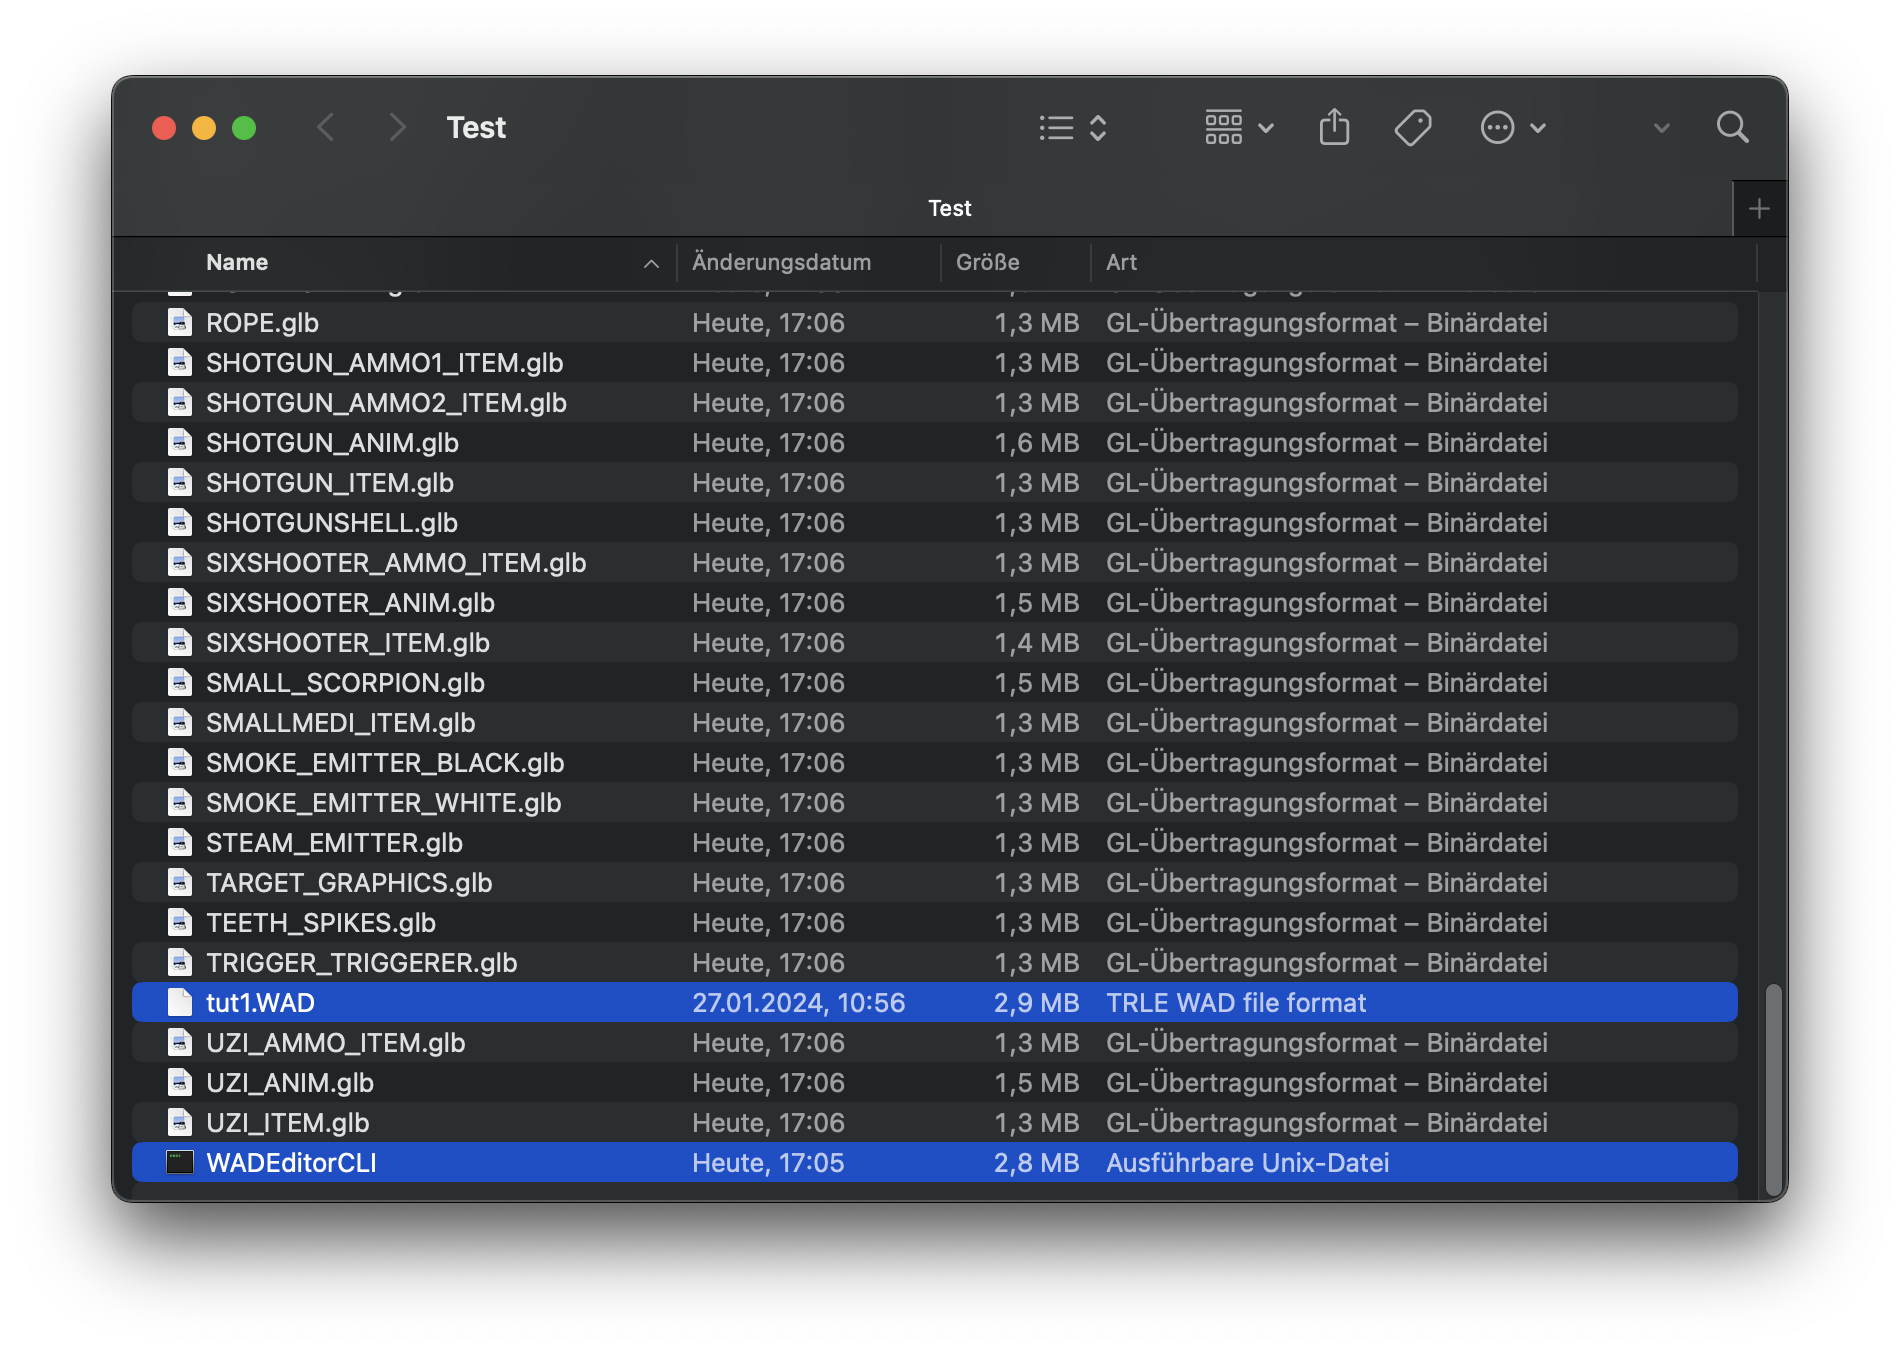 Test
Test
Name Änderungsdatum Größe Art
ROPE.glb Heute, 17:06 1,3 MB GL-Übertragungsformat – Binärdatei
SHOTGUN_AMMO1_ITEM.glb Heute, 17:06 1,3 MB GL-Übertragungsformat – Binärdatei
SHOTGUN_AMMO2_ITEM.glb Heute, 17:06 1,3 MB GL-Übertragungsformat – Binärdatei
SHOTGUN_ANIM.glb Heute, 17:06 1,6 MB GL-Übertragungsformat – Binärdatei
SHOTGUN_ITEM.glb Heute, 17:06 1,3 MB GL-Übertragungsformat – Binärdatei
SHOTGUNSHELL.glb Heute, 17:06 1,3 MB GL-Übertragungsformat – Binärdatei
SIXSHOOTER_AMMO_ITEM.glb Heute, 17:06 1,3 MB GL-Übertragungsformat – Binärdatei
SIXSHOOTER_ANIM.glb Heute, 17:06 1,5 MB GL-Übertragungsformat – Binärdatei
SIXSHOOTER_ITEM.glb Heute, 17:06 1,4 MB GL-Übertragungsformat – Binärdatei
SMALL_SCORPION.glb Heute, 17:06 1,5 MB GL-Übertragungsformat – Binärdatei
SMALLMEDI_ITEM.glb Heute, 17:06 1,3 MB GL-Übertragungsformat – Binärdatei
SMOKE_EMITTER_BLACK.glb Heute, 17:06 1,3 MB GL-Übertragungsformat – Binärdatei
SMOKE_EMITTER_WHITE.glb Heute, 17:06 1,3 MB GL-Übertragungsformat – Binärdatei
STEAM_EMITTER.glb Heute, 17:06 1,3 MB GL-Übertragungsformat – Binärdatei
TARGET_GRAPHICS.glb Heute, 17:06 1,3 MB GL-Übertragungsformat – Binärdatei
TEETH_SPIKES.glb Heute, 17:06 1,3 MB GL-Übertragungsformat – Binärdatei
TRIGGER_TRIGGERER.glb Heute, 17:06 1,3 MB GL-Übertragungsformat – Binärdatei
tut1.WAD 27.01.2024, 10:56 2,9 MB TRLE WAD file format
UZI_AMMO_ITEM.glb Heute, 17:06 1,3 MB GL-Übertragungsformat – Binärdatei
UZI_ANIM.glb Heute, 17:06 1,5 MB GL-Übertragungsformat – Binärdatei
UZI_ITEM.glb Heute, 17:06 1,3 MB GL-Übertragungsformat – Binärdatei
WADEditorCLI Heute, 17:05 2,8 MB Ausführbare Unix-Datei